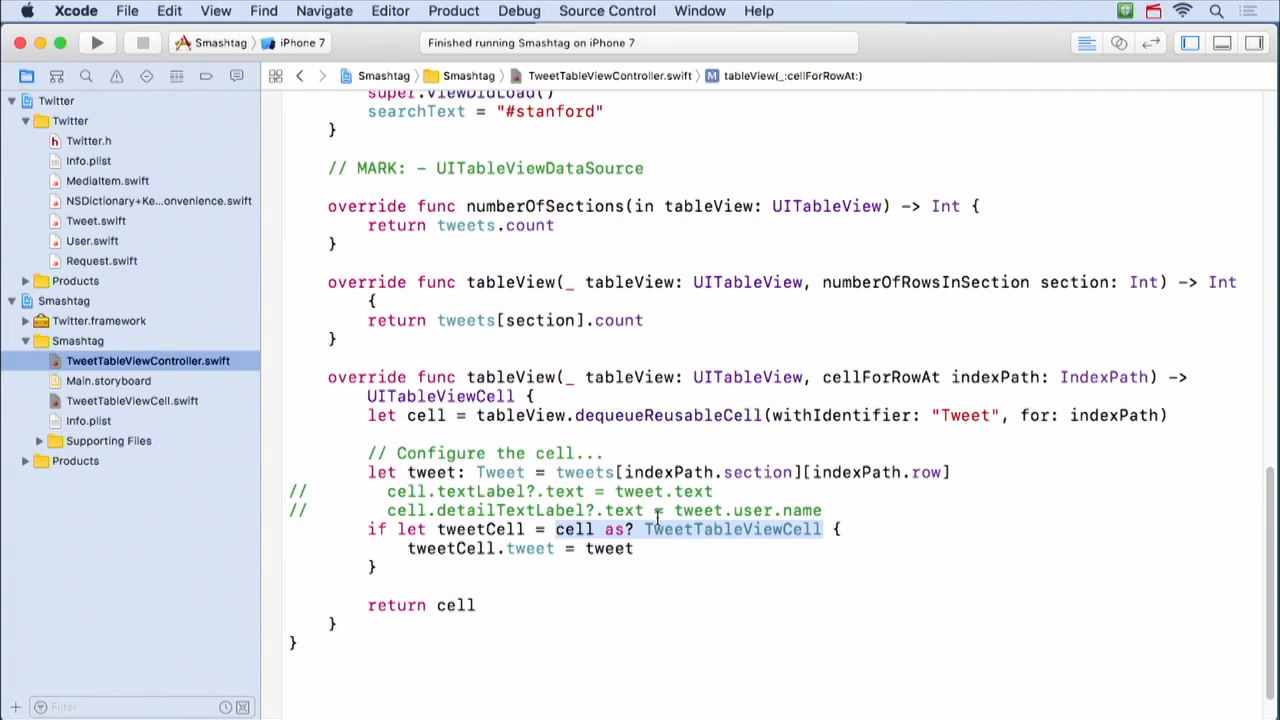 Xcode File Edit View Find Navigate Editor Product Debug Source Control Window Help
Smashtag iPhone 7 Finished running Smashtag on iPhone 7
Smashtag Smashtag TweetTableViewController.swift M tableView(_:cellForRowAt:)
Twitter
Twitter
h Twitter.h
Info.plist
MediaItem.swift
NSDictionary+Ke...onvenience.swift
Tweet.swift
User.swift
Request.swift
Products
Smashtag
Twitter.framework
Smashtag
TweetTableViewController.swift
Main.storyboard
TweetTableViewCell.swift
Info.plist
Supporting Files
Products
Filter
super.viewDidLoad()
searchText = "#stanford"
}
// MARK: - UITableViewDataSource
override func numberOfSections(in tableView: UITableView) -> Int {
return tweets.count
}
override func tableView(_ tableView: UITableView, numberOfRowsInSection section: Int) -> Int
{
return tweets[section].count
}
override func tableView(_ tableView: UITableView, cellForRowAt indexPath: IndexPath) ->
UITableViewCell {
let cell = tableView.dequeueReusableCell(withIdentifier: "Tweet", for: indexPath)
// Configure the cell...
let tweet: Tweet = tweets[indexPath.section][indexPath.row]
// cell.textLabel?.text = tweet.text
// cell.detailTextLabel?.text = tweet.user.name
if let tweetCell = cell as? TweetTableViewCell {
tweetCell.tweet = tweet
}
return cell
}
}